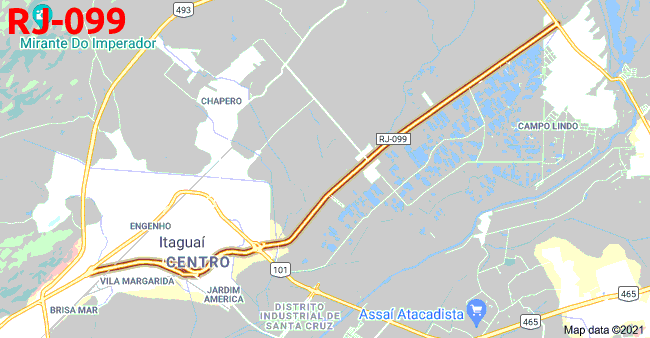 RJ-099
493
Mirante Do Imperador
CHAPERO
RJ-099
CAMPO LINDO
ENGENHO
Itaguaí
CENTRO
101
VILA MARGARIDA
JARDIM
AMERICA
BRISA MAR
DISTRITO
INDUSTRIAL DE
SANTA CRUZ
Assaí Atacadista
465
465
Map data ©2021